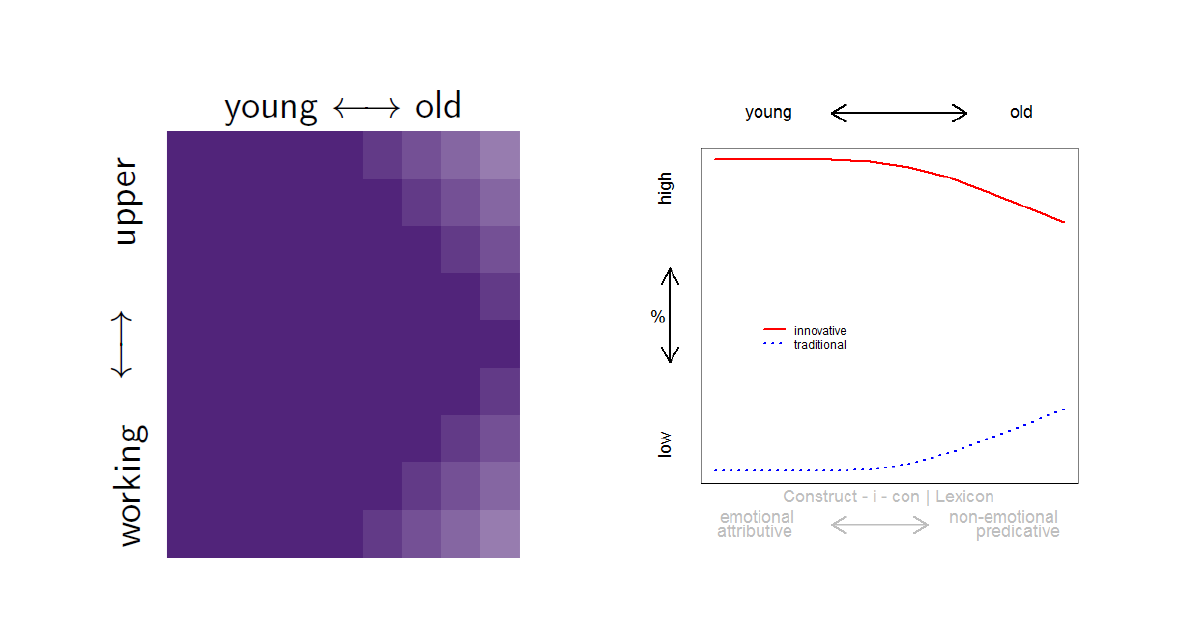 young ⟷ old
upper
⟷
working
young ⟷ old
high
%
low
innovative
traditional
Construct - i - con | Lexicon
emotional ⟷ non-emotional
attributive predicative